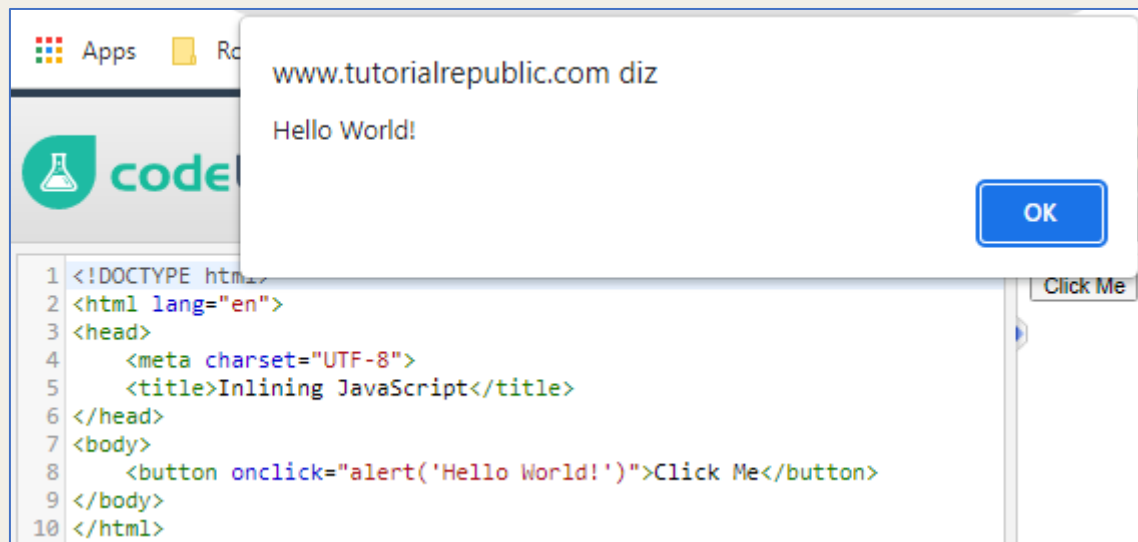 Apps
www.tutorialrepublic.com diz
Hello World!
code
OK
Click Me
1 <!DOCTYPE html>
2 <html lang="en">
3 <head>
4     <meta charset="UTF-8">
5     <title>Inlining JavaScript</title>
6 </head>
7 <body>
8     <button onclick="alert('Hello World!')">Click Me</button>
9 </body>
10 </html>